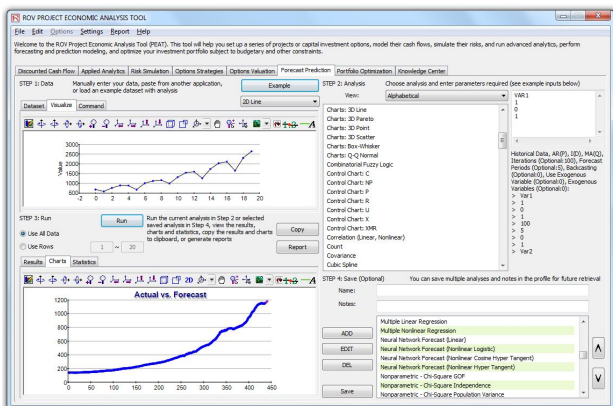 ROV PROJECT ECONOMIC ANALYSIS TOOL
File Edit Options Settings Report Help
Welcome to the ROV Project Economic Analysis Tool (PEAT). This tool will help you set up a series of projects or capital investment options, model their cash flows, simulate their risks, and run advanced analytics, perform
forecasting and prediction modeling, and optimize your investment portfolio subject to budgetary and other constraints.
Discounted Cash Flow Applied Analytics Risk Simulation Options Strategies Options Valuation Forecast Prediction Portfolio Optimization Knowledge Center
STEP 1: Data
Manually enter your data, paste from another application,
or load an example dataset with analysis
Example
Dataset Visualize Command
2D Line
Value
3000
2500
2000
1500
1000
500
-2 0 2 4 6 8 10 12 14 16 18 20
STEP 2: Analysis
Choose analysis and enter parameters required (see example inputs below)
View:
Alphabetical
Charts: 3D Line
Charts: 3D Pareto
Charts: 3D Point
Charts: 3D Scatter
Charts: Box-Whisker
Charts: Q-Q Normal
Combinatorial Fuzzy Logic
Control Chart: C
Control Chart: NP
Control Chart: P
Control Chart: R
Control Chart: U
Control Chart: X
Control Chart: XMR
Correlation (Linear, Nonlinear)
Count
Covariance
Cubic Spline
VAR1
1
0
1
Historical Data, AR(P), I(D), MA(Q),
Iterations (Optional:100), Forecast
Periods (Optional:5), Backcasting
(Optional:0), Use Exogenous
Variables (Optional:0), Exogenous
Variables (Optional:0):
> Var1
> 1
> 0
> 1
> 100
> 5
> 0
> 1
> Var2
STEP 3: Run
Run
Run the current analysis in Step 2 or selected
saved analysis in Step 4, view the results,
charts and statistics, copy the results and charts
to clipboard, or generate reports
Use All Data
Use Rows 1 ~ 20
Copy
Report
Results Charts Statistics
2D
Actual vs. Forecast
1200
1000
800
600
400
200
0
0 50 100 150 200 250 300 350 400 450
STEP 4: Save (Optional)
You can save multiple analyses and notes in the profile for future retrieval
Name:
Notes:
ADD
EDIT
DEL
Save
Multiple Linear Regression
Multiple Nonlinear Regression
Neural Network Forecast (Linear)
Neural Network Forecast (Nonlinear Logistic)
Neural Network Forecast (Nonlinear Cosine Hyper Tangent)
Neural Network Forecast (Nonlinear Hyper Tangent)
Nonparametric - Chi-Square GOF
Nonparametric - Chi-Square Independence
Nonparametric - Chi-Square Population Variance